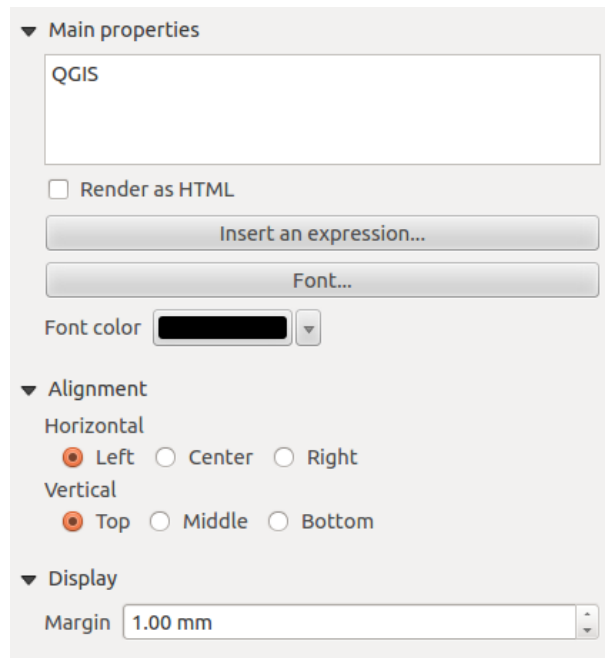 Main properties
QGIS
Render as HTML
Insert an expression...
Font...
Font color
Alignment
Horizontal
Left Center Right
Vertical
Top Middle Bottom
Display
Margin 1.00 mm